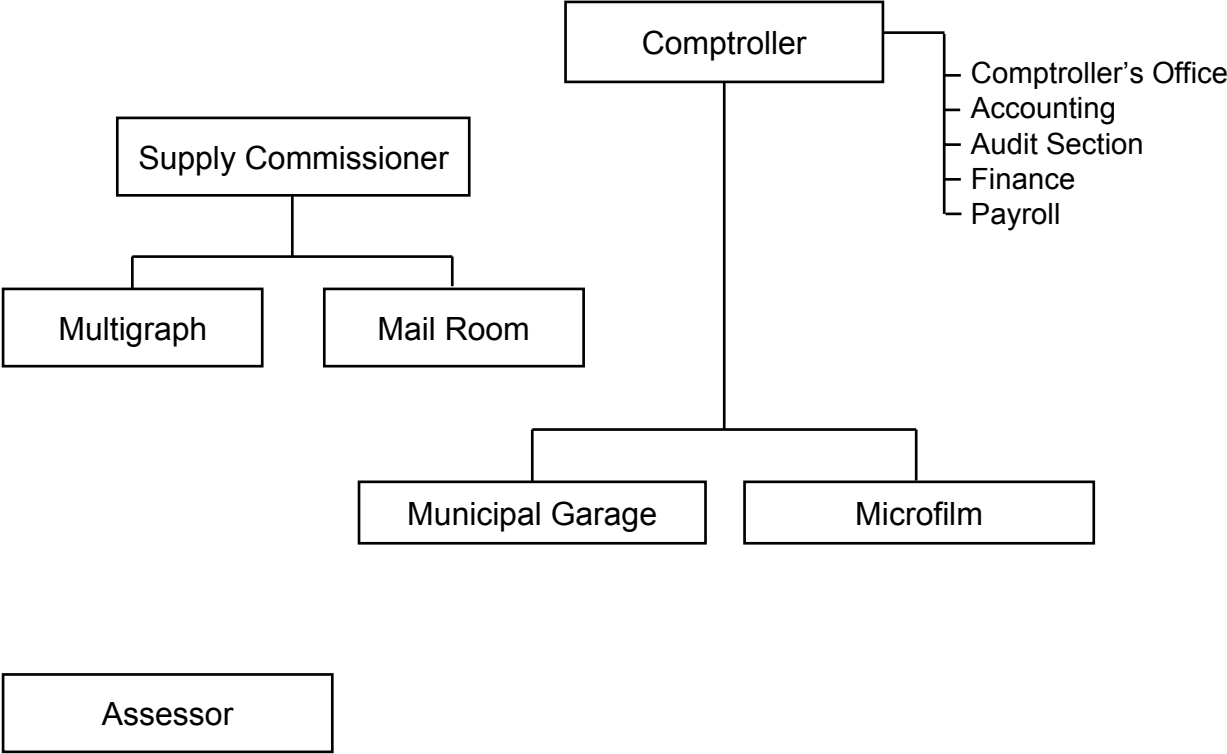 Comptroller
Comptroller’s Office
Accounting
Audit Section
Finance
Payroll
Supply Commissioner
Multigraph
Mail Room
Municipal Garage
Microfilm
Assessor